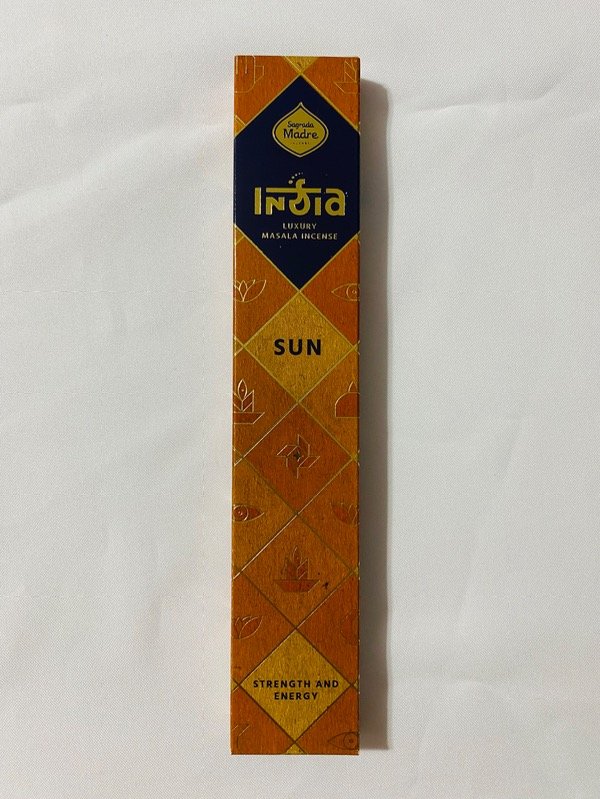 Sagrada
Madre
India
LUXURY
MASALA INCENSE
SUN
STRENGTH AND
ENERGY